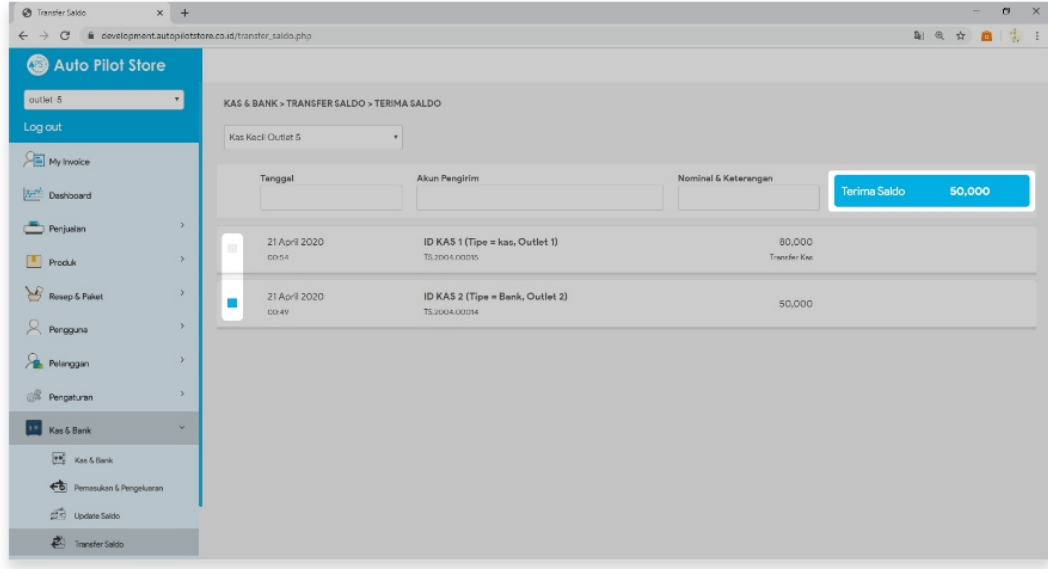 Transfer Saldo
development.autopilotstore.co.id/transfer_saldo.php
Auto Pilot Store
outlet 5
Log out
My Invoice
Dashboard
Penjualan
Produk
Resep & Paket
Pengguna
Pelanggan
Pengaturan
Kas & Bank
Kas & Bank
Pemasukan & Pengeluaran
Update Saldo
Transfer Saldo
KAS & BANK > TRANSFER SALDO > TERIMA SALDO
Kas Kecil Outlet 5
Tanggal Akun Pengirim Nominal & Keterangan
Terima Saldo 50,000
21 April 2020 ID KAS 1 (Tipe = kas, Outlet 1) 80,000
00:54 TS.2004.00015 Transfer Kas
21 April 2020 ID KAS 2 (Tipe = Bank, Outlet 2) 50,000
00:49 TS.2004.00014